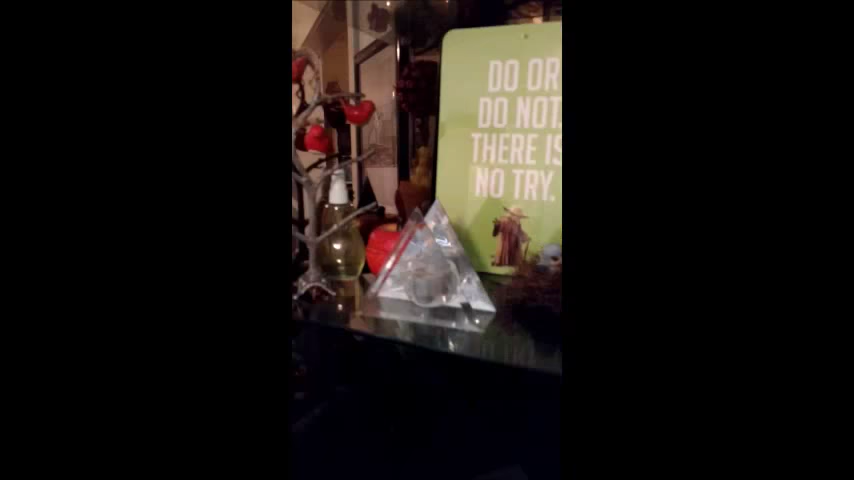 DO OR
DO NOT.
THERE IS
NO TRY.